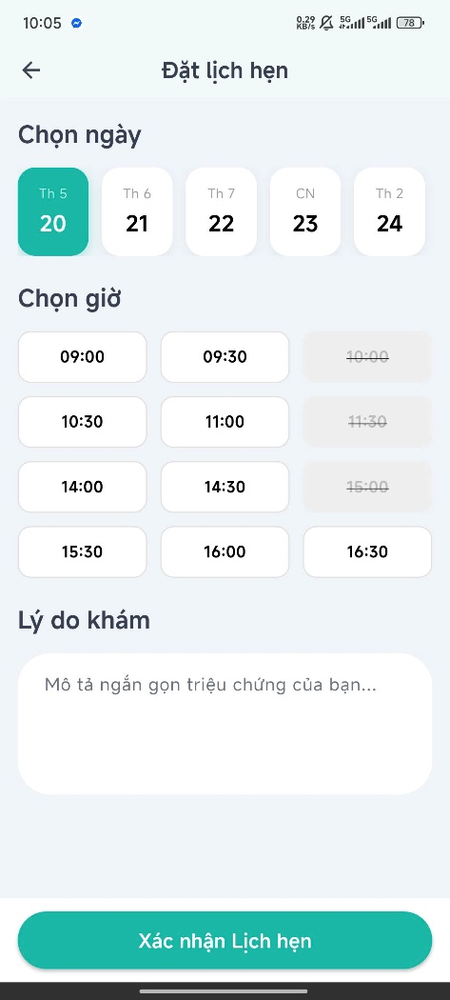 10:05 0.29 KB/s 5G 5G 78
Đặt lịch hẹn
Chọn ngày
Th 5 Th 6 Th 7 CN Th 2
20 21 22 23 24
Chọn giờ
09:00 09:30 10:00
10:30 11:00 11:30
14:00 14:30 15:00
15:30 16:00 16:30
Lý do khám
Mô tả ngắn gọn triệu chứng của bạn...
Xác nhận Lịch hẹn